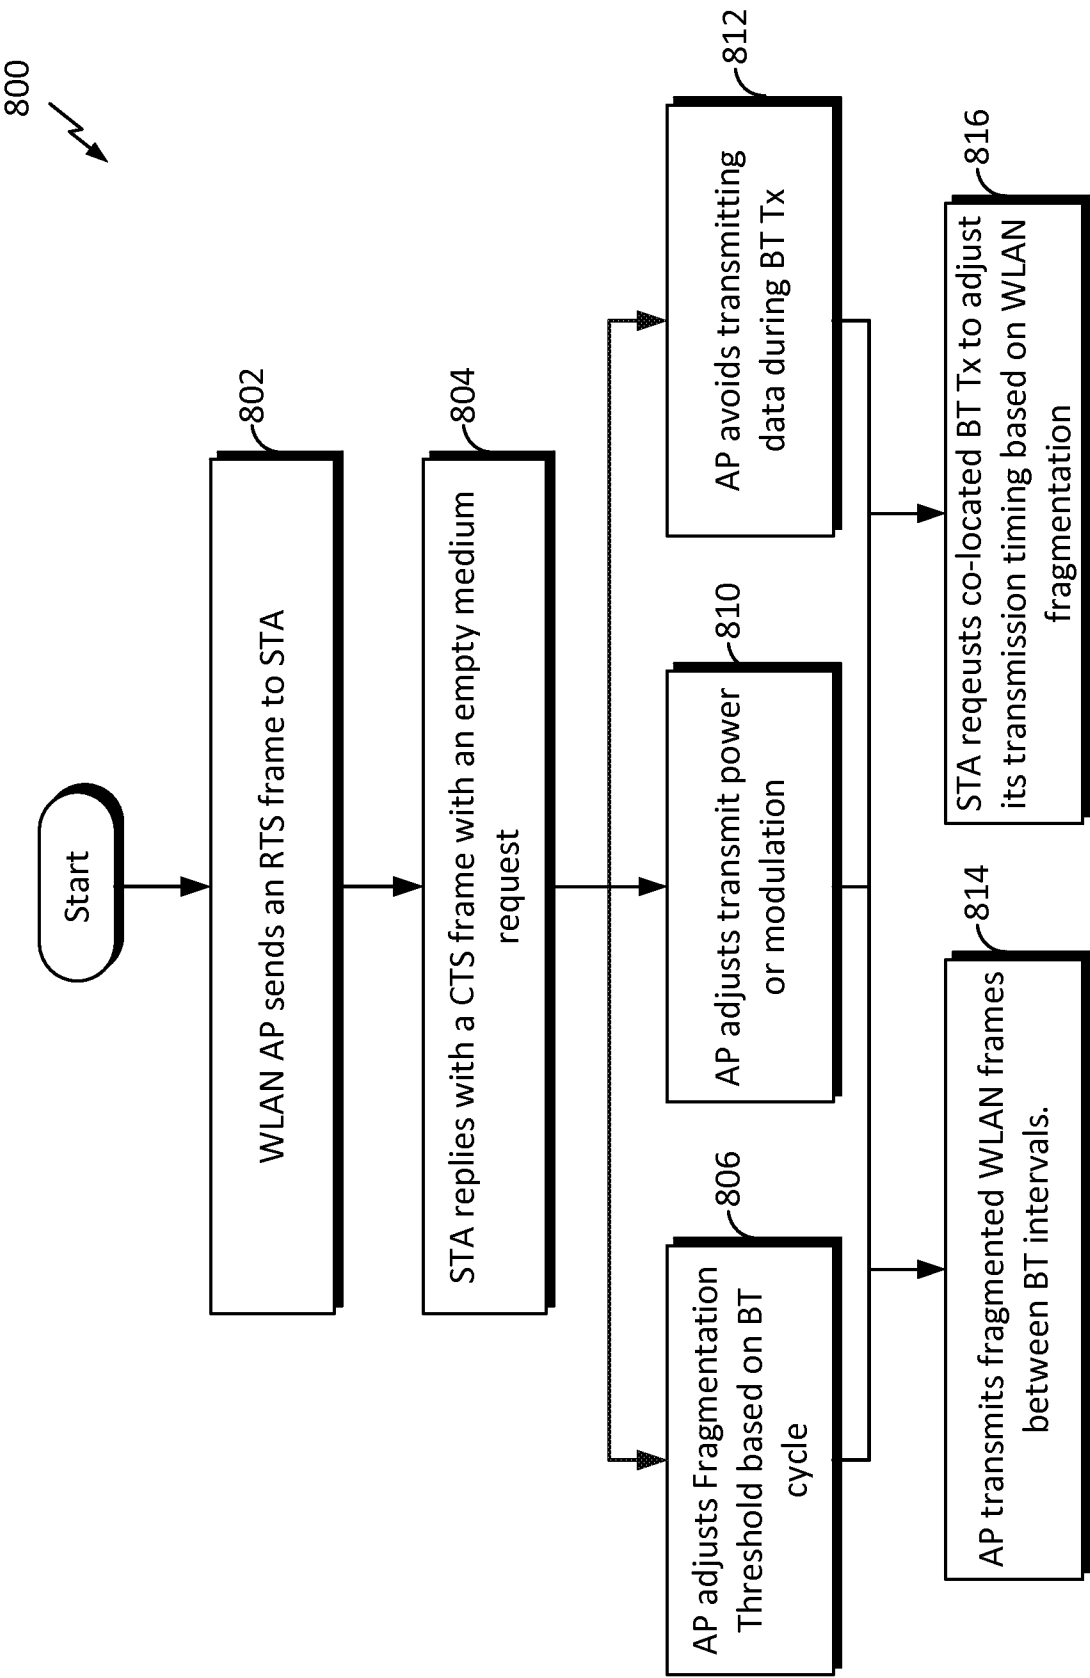 800
Start
WLAN AP sends an RTS frame to STA
802
STA replies with a CTS frame with an empty medium
request
804
AP adjusts Fragmentation
Threshold based on BT
cycle
806
AP adjusts transmit power
or modulation
810
AP avoids transmitting
data during BT Tx
812
AP transmits fragmented WLAN frames
between BT intervals.
814
STA reqeusts co-located BT Tx to adjust
its transmission timing based on WLAN
fragmentation
816